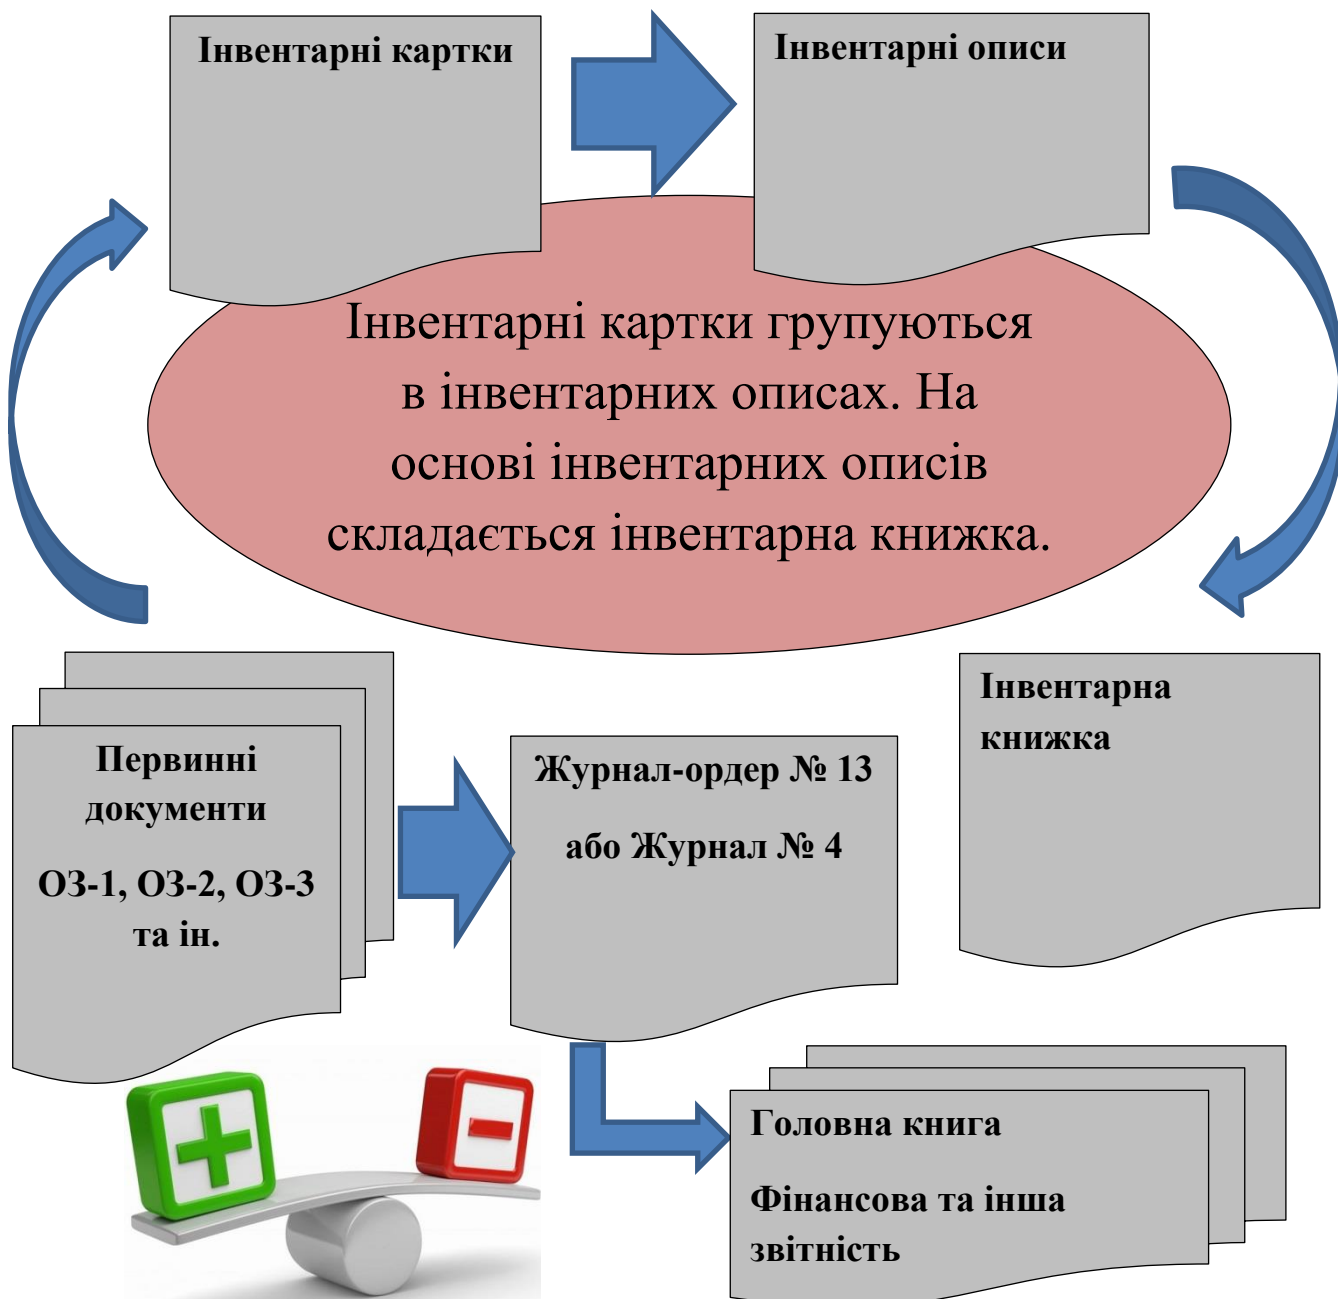 Інвентарні картки
Інвентарні описи
Інвентарні картки групуються
в інвентарних описах. На
основі інвентарних описів
складається інвентарна книжка.
Первинні
документи
ОЗ-1, ОЗ-2, ОЗ-3
та ін.
Журнал-ордер № 13
або Журнал № 4
Інвентарна
книжка
Головна книга
Фінансова та інша
звітність